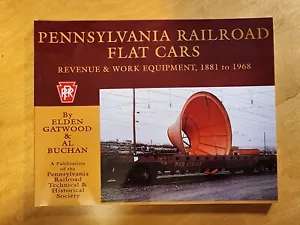 PENNSYLVANIA RAILROAD
FLAT CARS
REVENUE & WORK EQUIPMENT, 1881 to 1968
By
ELDEN
GATWOOD
&
AL
BUCHAN
A Publication
of the
Pennsylvania
Railroad
Technical &
Historical
Society